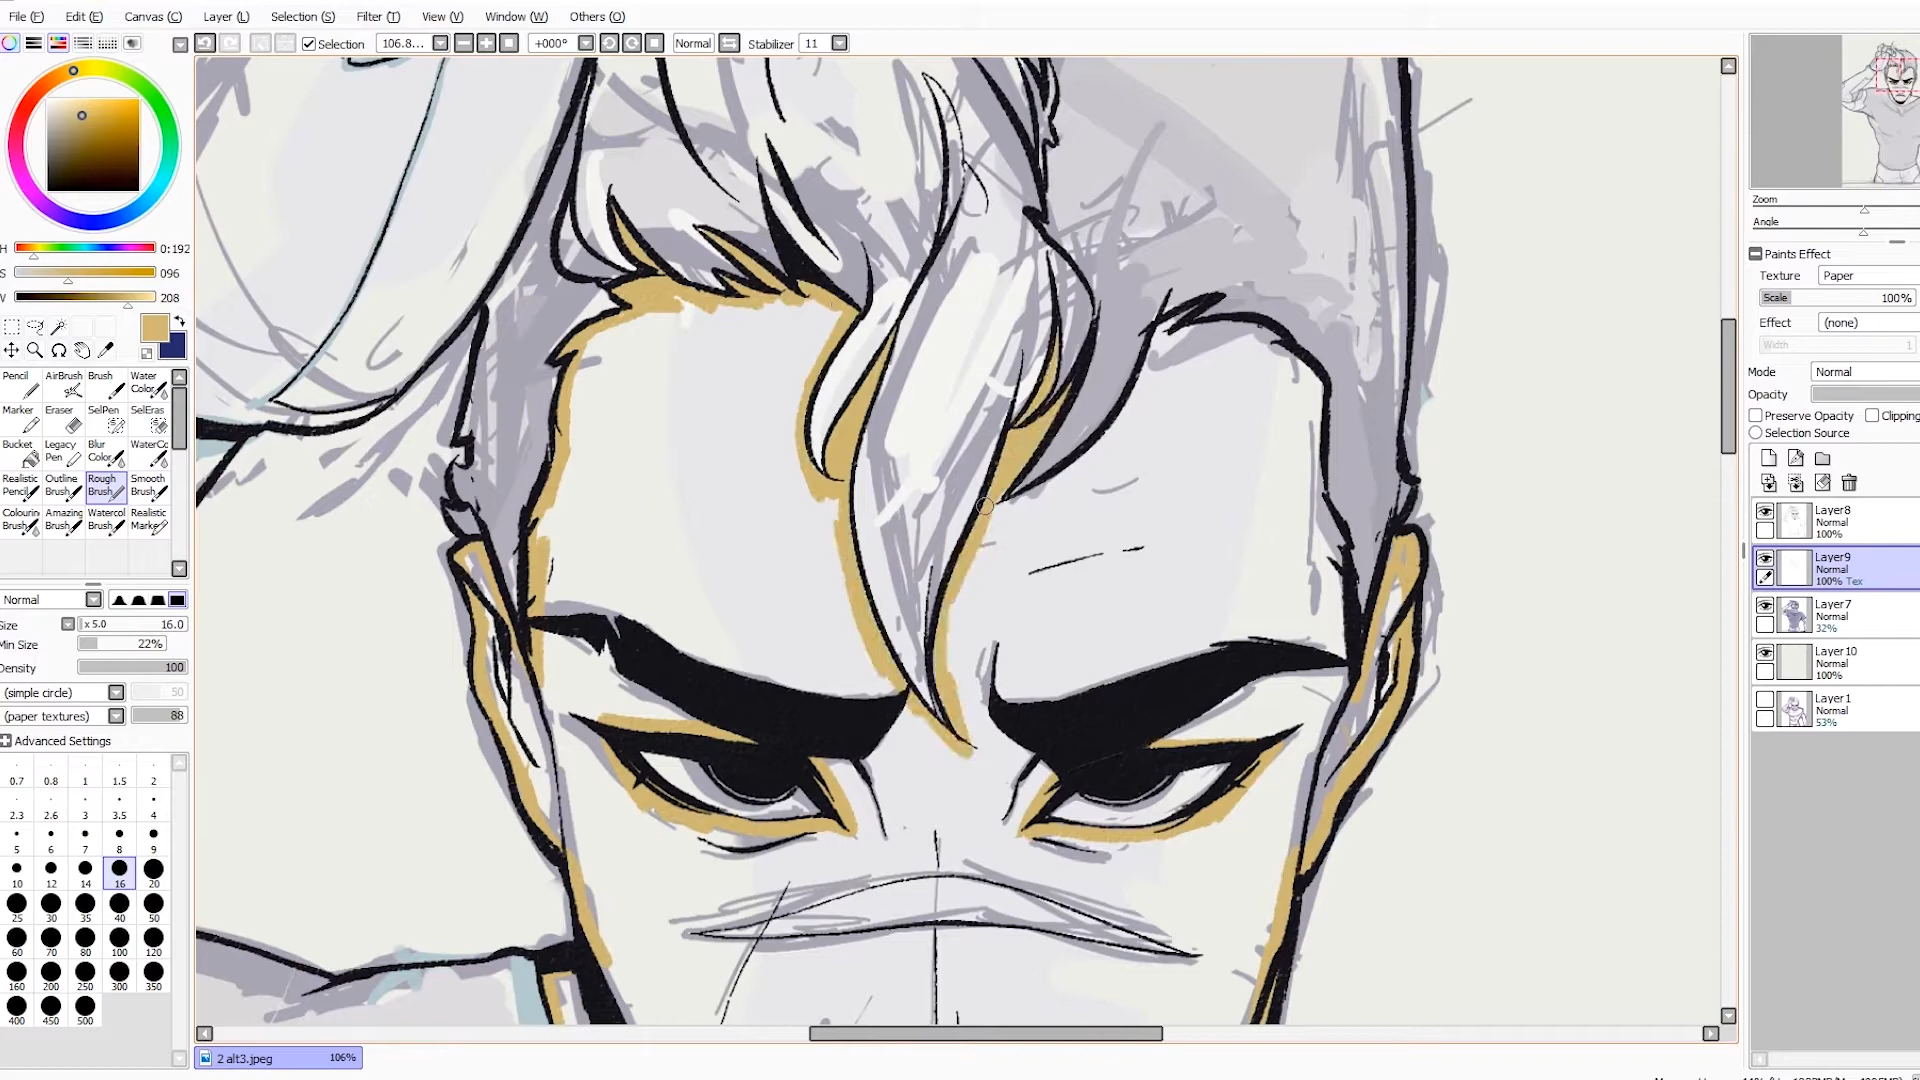 File (F) Edit (E) Canvas (C) Layer (L) Selection (S) Filter (T) View (V) Window (W) Others (O)
Selection 106.8... +000° Normal Stabilizer 11
H 0:192
S 096
V 208
Pencil AirBrush Brush Water Color
Marker Eraser SelPen SelEras
Bucket Legacy Pen Blur Color WaterCo
Realistic Pencil Outline Brush Rough Brush Smooth Brush
Colouring Brush Amazing Brush Watercol Brush Realistic Marke
Normal
Size x 5.0 16.0
Min Size 22%
Density 100
(simple circle) 50
(paper textures) 88
Advanced Settings
0.7 0.8 1 1.5 2
2.3 2.6 3 3.5 4
5 6 7 8 9
10 12 14 16 20
25 30 35 40 50
60 70 80 100 120
160 200 250 300 350
400 450 500
2 alt3.jpeg 106%
Zoom
Angle
Paints Effect
Texture Paper
Scale 100%
Effect (none)
Width 1
Mode Normal
Opacity
Preserve Opacity Clipping
Selection Source
Layer8
Normal
100%
Layer9
Normal
100% Tex
Layer7
Normal
32%
Layer10
Normal
100%
Layer1
Normal
53%